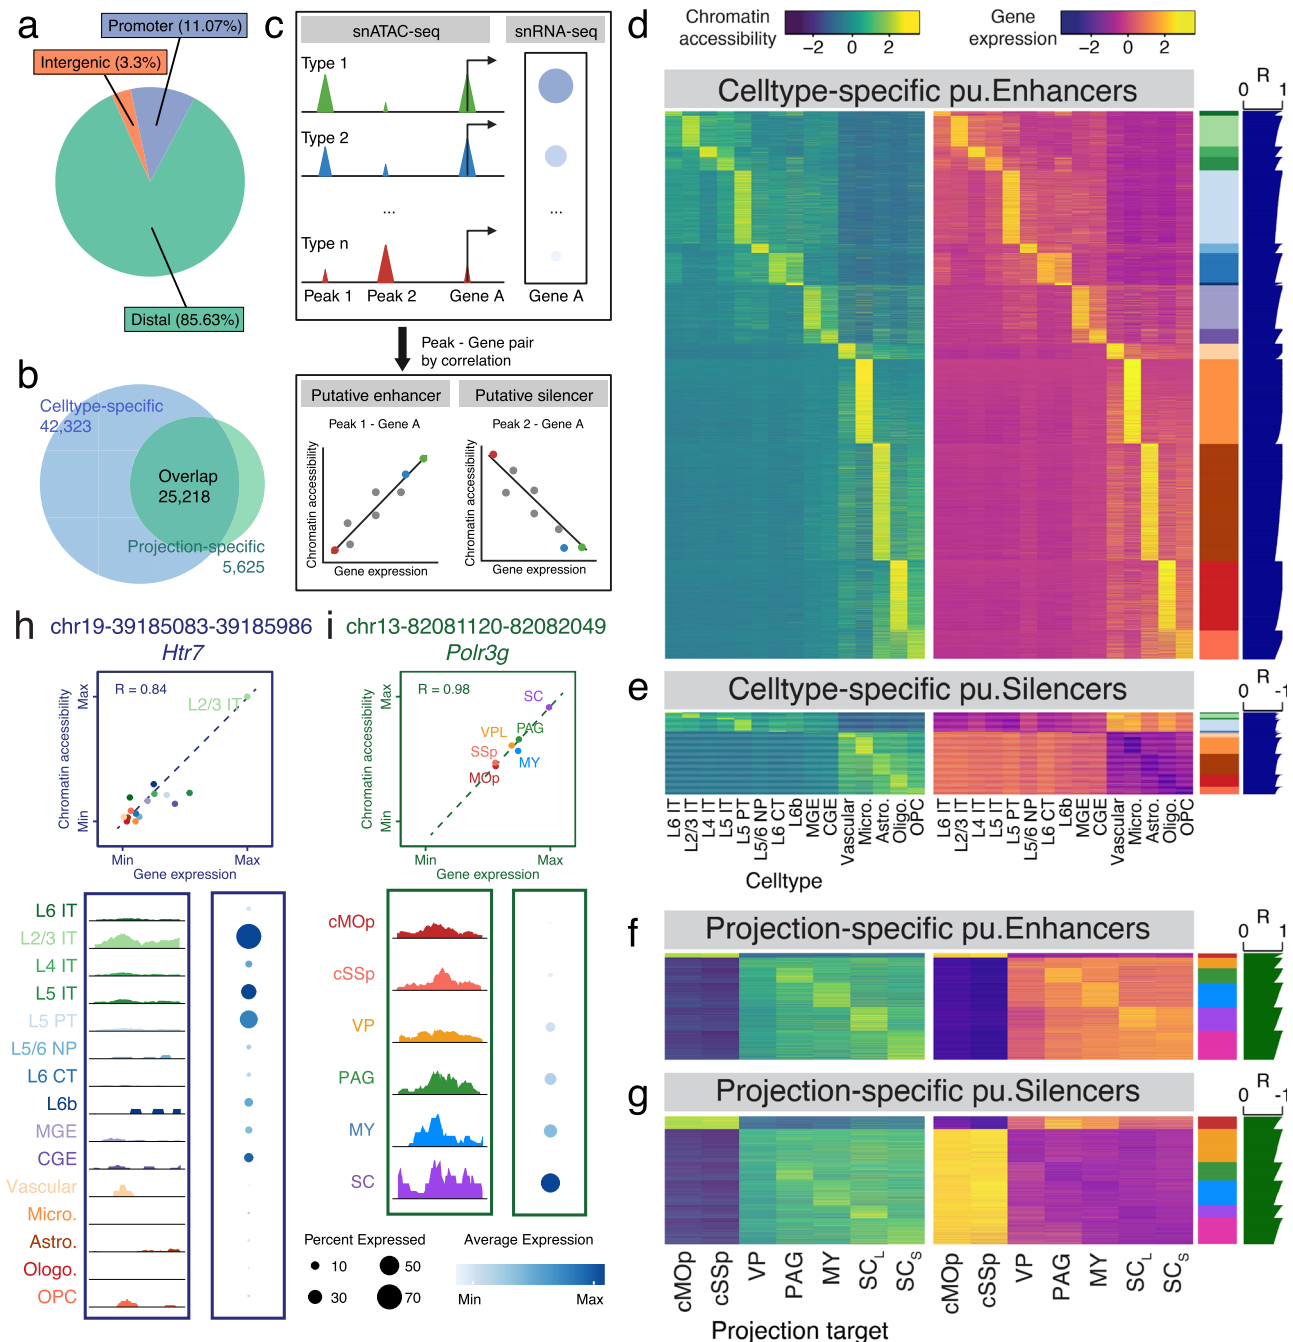 a
Promoter (11.07%)
Intergenic (3.3%)
Distal (85.63%)
b
Celltype-specific
42,323
Overlap
25,218
Projection-specific
5,625
c
snATAC-seq
snRNA-seq
Type 1
Type 2
...
...
Type n
Peak 1
Peak 2
Gene A
Gene A
Peak - Gene pair
by correlation
Putative enhancer
Putative silencer
Peak 1 - Gene A
Peak 2 - Gene A
Chromatin accessibility
Gene expression
Chromatin accessibility
Gene expression
d
Chromatin
accessibility
−2 0 2
Gene
expression
−2 0 2
R
0 1
Celltype-specific pu.Enhancers
e
Celltype-specific pu.Silencers
0 -1
L6 IT
L2/3 IT
L4 IT
L5 IT
L5 PT
L5/6 NP
L6 CT
L6b
MGE
CGE
Vascular
Micro.
Astro.
Oligo.
OPC
L6 IT
L2/3 IT
L4 IT
L5 IT
L5 PT
L5/6 NP
L6 CT
L6b
MGE
CGE
Vascular
Micro.
Astro.
Oligo.
OPC
Celltype
f
Projection-specific pu.Enhancers
R
0 1
g
Projection-specific pu.Silencers
R
0 -1
cMOp
cSSp
VP
PAG
MY
SCL
SCS
cMOp
cSSp
VP
PAG
MY
SCL
SCS
Projection target
h
chr19-39185083-39185986
Htr7
R = 0.84
L2/3 IT
Chromatin accessibility
Max
Min
Min
Max
Gene expression
L6 IT
L2/3 IT
L4 IT
L5 IT
L5 PT
L5/6 NP
L6 CT
L6b
MGE
CGE
Vascular
Micro.
Astro.
Ologo.
OPC
i
chr13-82081120-82082049
Polr3g
R = 0.98
SC
PAG
VPL
MY
SSp
MOp
Chromatin accessibility
Max
Min
Min
Max
Gene expression
cMOp
cSSp
VP
PAG
MY
SC
Percent Expressed
10
50
30
70
Average Expression
Min
Max